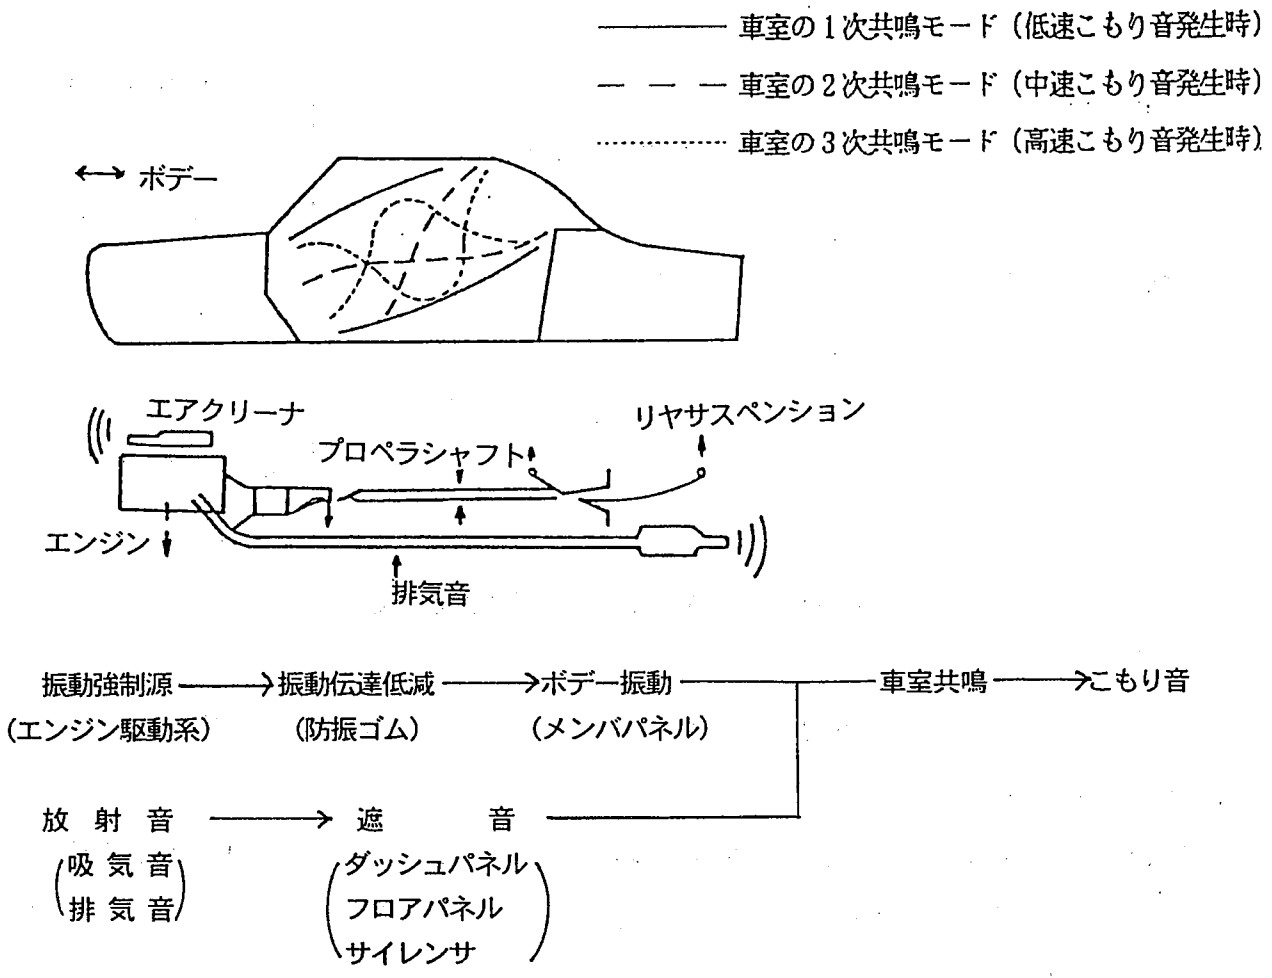 車室の1次共鳴モード(低速こもり音発生時)
車室の2次共鳴モード(中速こもり音発生時)
車室の3次共鳴モード(高速こもり音発生時)
ボデー
エアクリーナ
リヤサスペンション
プロペラシャフト
エンジン
排気音
振動強制源 振動伝達低減 ボデー振動 車室共鳴 こもり音
(エンジン駆動系) (防振ゴム) (メンバパネル)
放射音 遮音
(吸気音 ダッシュパネル
排気音) フロアパネル
サイレンサ